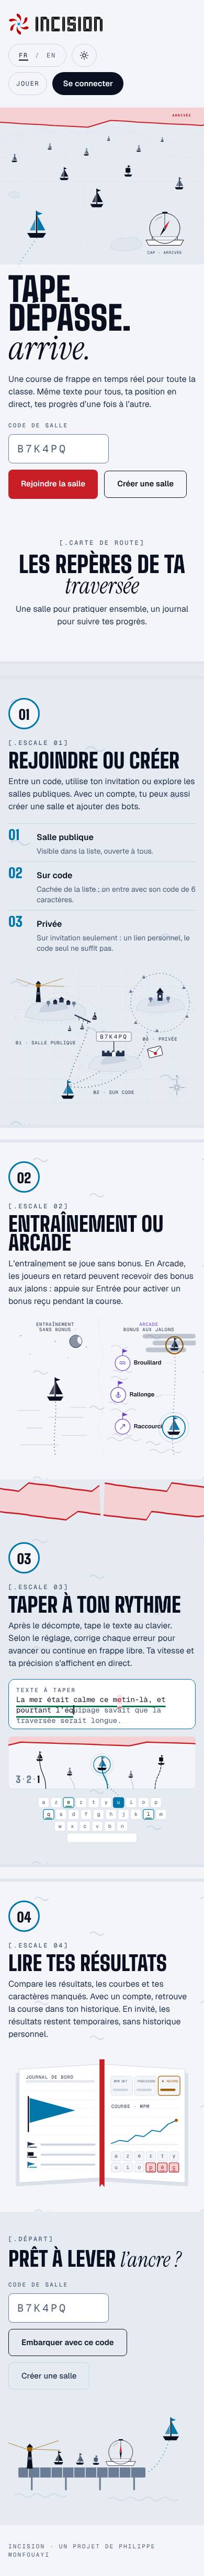 INCISION
FR / EN
JOUER
Se connecter
ARRIVÉE
CAP · ARRIVÉE
TAPE.
DÉPASSE.
arrive.
Une course de frappe en temps réel pour toute la
classe. Même texte pour tous, ta position en
direct, tes progrès d'une fois à l'autre.
CODE DE SALLE
B7K4PQ
Rejoindre la salle
Créer une salle
[.CARTE DE ROUTE]
LES REPÈRES DE TA
traversée
Une salle pour pratiquer ensemble, un journal
pour suivre tes progrès.
01
[.ESCALE 01]
REJOINDRE OU CRÉER
Entre un code, utilise ton invitation ou explore les
salles publiques. Avec un compte, tu peux aussi
créer une salle et ajouter des bots.
01 Salle publique
Visible dans la liste, ouverte à tous.
02 Sur code
Cachée de la liste ; on entre avec son code de 6
caractères.
03 Privée
Sur invitation seulement : un lien personnel, le
code seul ne suffit pas.
B7K4PQ
01 · SALLE PUBLIQUE
03 · PRIVÉE
02 · SUR CODE
02
[.ESCALE 02]
ENTRAÎNEMENT OU
ARCADE
L'entraînement se joue sans bonus. En Arcade,
les joueurs en retard peuvent recevoir des bonus
aux jalons : appuie sur Entrée pour activer un
bonus reçu pendant la course.
ENTRAÎNEMENT
SANS BONUS
ARCADE
BONUS AUX JALONS
Brouillard
Rallonge
Raccourci
03
[.ESCALE 03]
TAPER À TON RYTHME
Après le décompte, tape le texte au clavier.
Selon le réglage, corrige chaque erreur pour
avancer ou continue en frappe libre. Ta vitesse et
ta précision s'affichent en direct.
TEXTE À TAPER
La mer était calme ce matin-là, et
pourtant l'équipage savait que la
traversée serait longue.
3·2·1
a z e r t y u i o p
q s d f g h j k l m
w x c v b n
04
[.ESCALE 04]
LIRE TES RÉSULTATS
Compare les résultats, les courbes et tes
caractères manqués. Avec un compte, retrouve
la course dans ton historique. En invité, les
résultats restent temporaires, sans historique
personnel.
JOURNAL DE BORD
MPM NET
PRÉCISION
COURBE · MPM
a z e r t y
u i o p é ç
[.DÉPART]
PRÊT À LEVER l'ancre ?
CODE DE SALLE
B7K4PQ
Embarquer avec ce code
Créer une salle
INCISION · UN PROJET DE PHILIPPE
MONFOUAYI